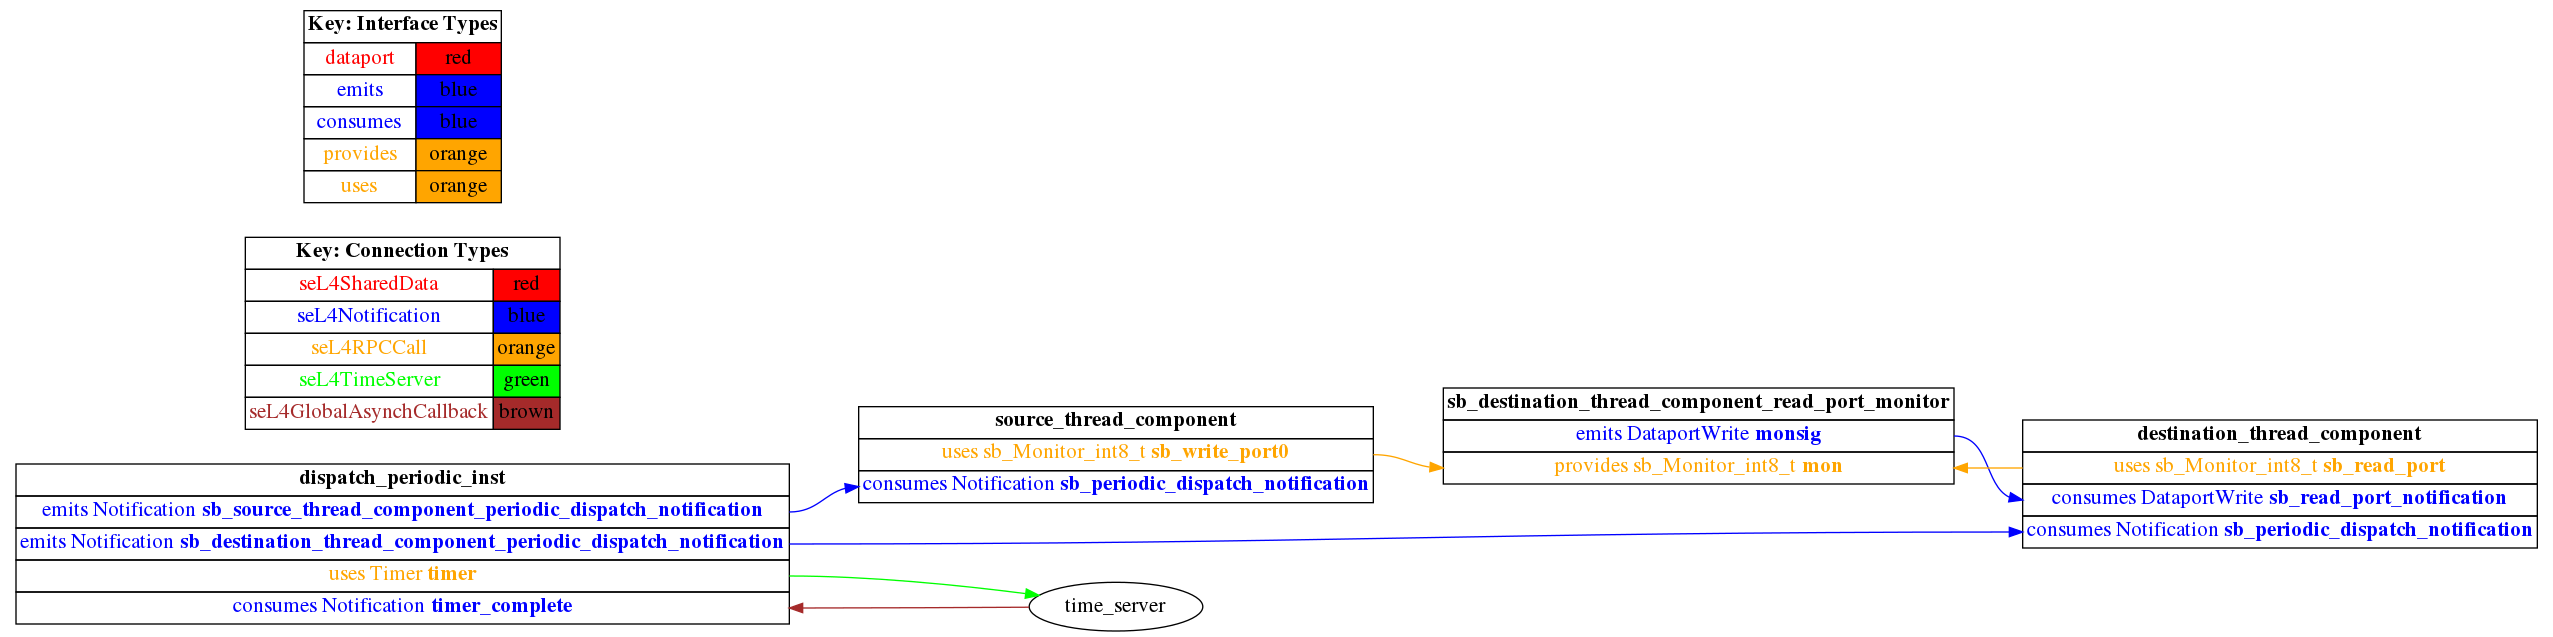 Key: Interface Types
dataport red
emits blue
consumes blue
provides orange
uses orange
Key: Connection Types
seL4SharedData red
seL4Notification blue
seL4RPCCall orange
seL4TimeServer green
seL4GlobalAsynchCallback brown
dispatch_periodic_inst
emits Notification sb_source_thread_component_periodic_dispatch_notification
emits Notification sb_destination_thread_component_periodic_dispatch_notification
uses Timer timer
consumes Notification timer_complete
source_thread_component
uses sb_Monitor_int8_t sb_write_port0
consumes Notification sb_periodic_dispatch_notification
time_server
sb_destination_thread_component_read_port_monitor
emits DataportWrite monsig
provides sb_Monitor_int8_t mon
destination_thread_component
uses sb_Monitor_int8_t sb_read_port
consumes DataportWrite sb_read_port_notification
consumes Notification sb_periodic_dispatch_notification